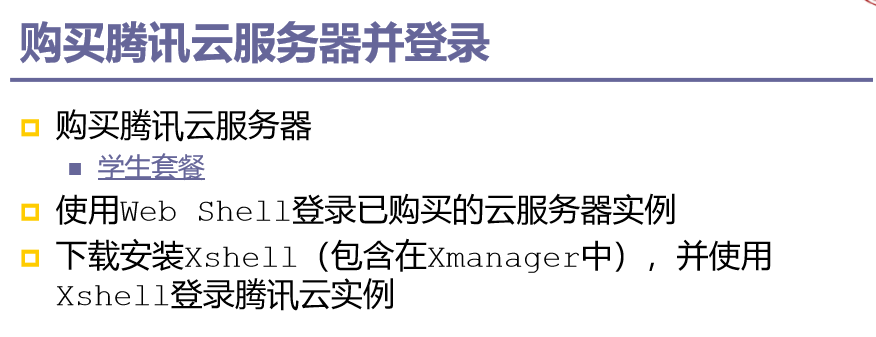 购买腾讯云服务器并登录
购买腾讯云服务器
学生套餐
使用Web Shell登录已购买的云服务器实例
下载安装Xshell（包含在Xmanager中），并使用
Xshell登录腾讯云实例